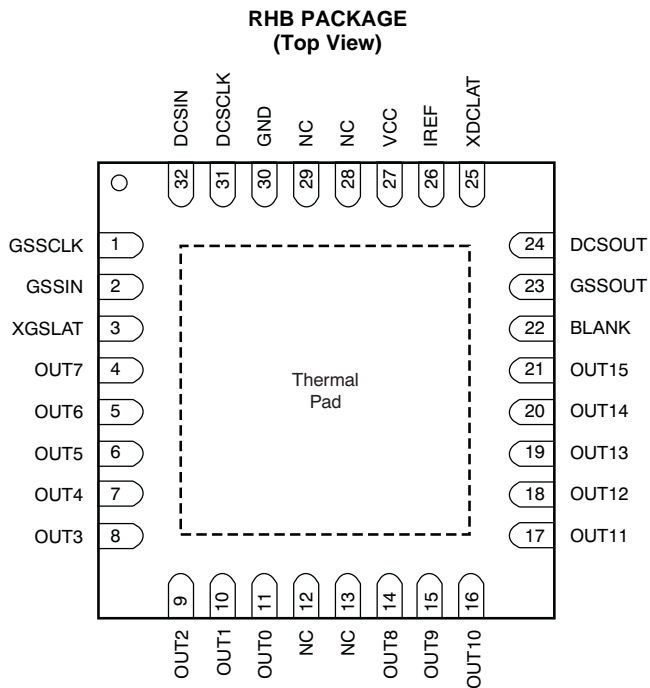 RHB PACKAGE
(Top View)
DCSIN
DCSCLK
GND
NC
NC
VCC
IREF
XDCLAT
32
31
30
29
28
27
26
25
GSSCLK 1
GSSIN 2
XGSLAT 3
OUT7 4
OUT6 5
OUT5 6
OUT4 7
OUT3 8
Thermal
Pad
24 DCSOUT
23 GSSOUT
22 BLANK
21 OUT15
20 OUT14
19 OUT13
18 OUT12
17 OUT11
9
10
11
12
13
14
15
16
OUT2
OUT1
OUT0
NC
NC
OUT8
OUT9
OUT10